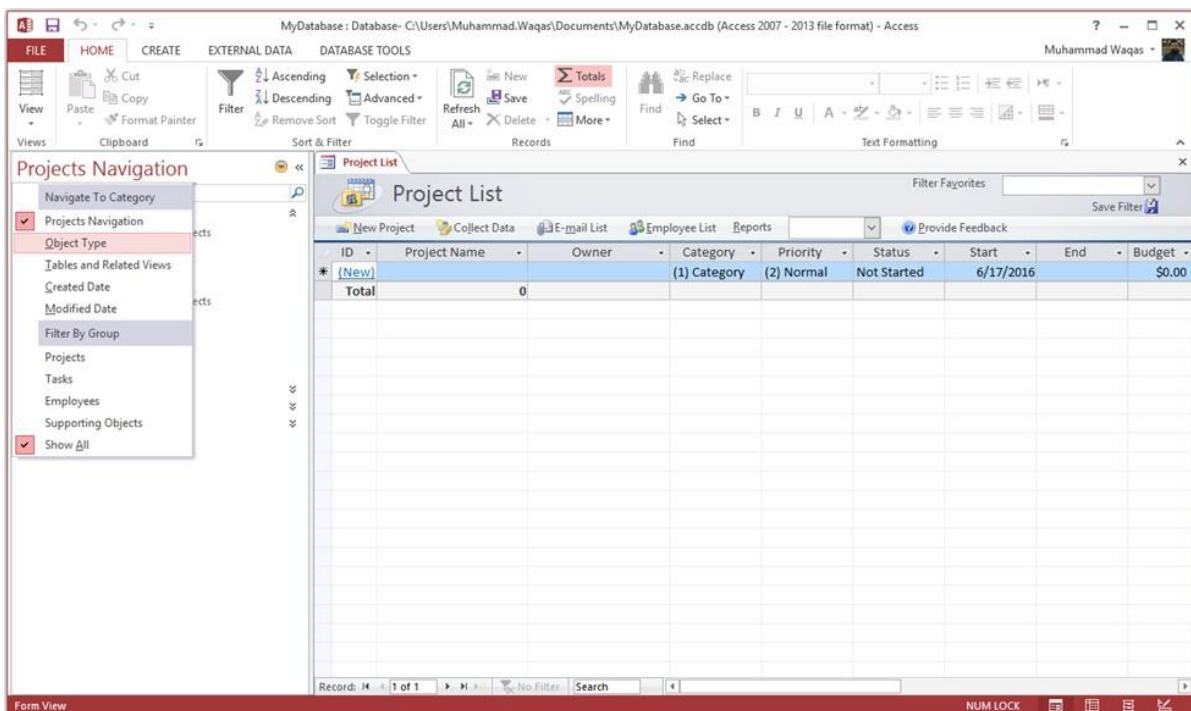 MyDatabase : Database- C:\Users\Muhammad.Waqas\Documents\MyDatabase.accdb (Access 2007 - 2013 file format) - Access
FILE HOME CREATE EXTERNAL DATA DATABASE TOOLS Muhammad Waqas
View
Views
Paste
Cut
Copy
Format Painter
Clipboard
Filter
Ascending
Descending
Remove Sort
Selection
Advanced
Toggle Filter
Sort & Filter
Refresh
All
New
Save
Delete
Totals
Spelling
More
Records
Find
Replace
Go To
Select
Find
B I U A
Text Formatting
Projects Navigation
Navigate To Category
Projects Navigation
Object Type
Tables and Related Views
Created Date
Modified Date
Filter By Group
Projects
Tasks
Employees
Supporting Objects
Show All
ects
ects
Project List
Project List
Filter Favorites
Save Filter
New Project Collect Data E-mail List Employee List Reports Provide Feedback
ID Project Name Owner Category Priority Status Start End Budget
* (New) (1) Category (2) Normal Not Started 6/17/2016 $0.00
Total 0
Record: 1 of 1 No Filter Search
Form View NUM LOCK